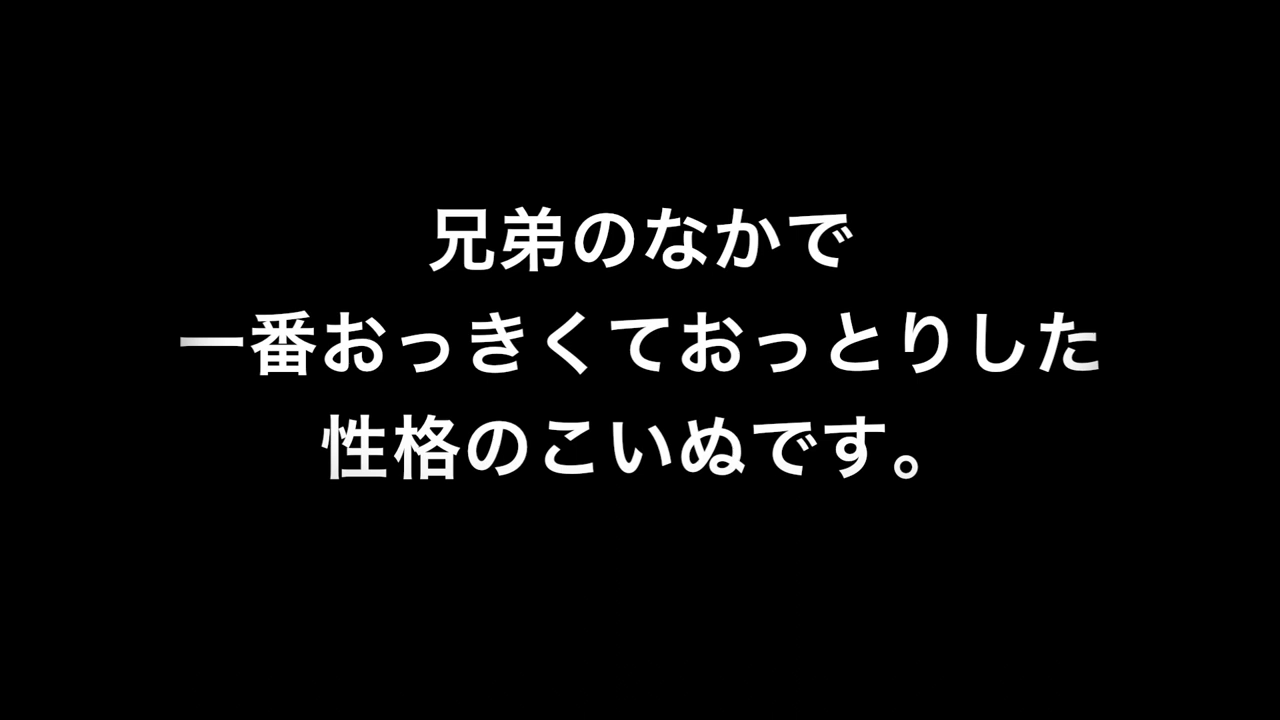 兄弟のなかで
一番おっきくておっとりした
性格のこいぬです。